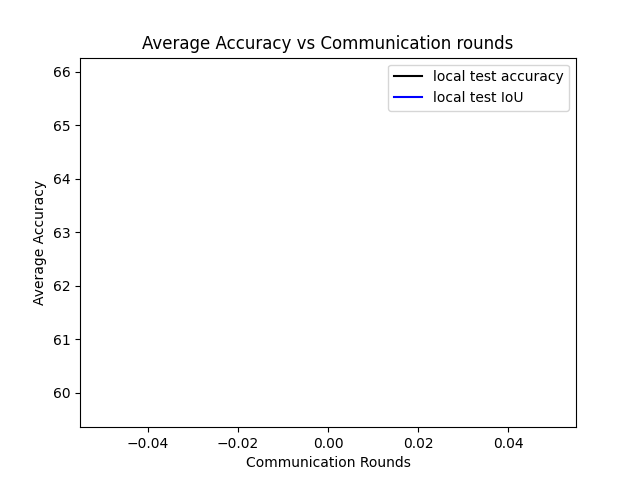 Average Accuracy vs Communication rounds
local test accuracy
local test IoU
66
65
64
63
62
61
60
Average Accuracy
−0.04
−0.02
0.00
0.02
0.04
Communication Rounds